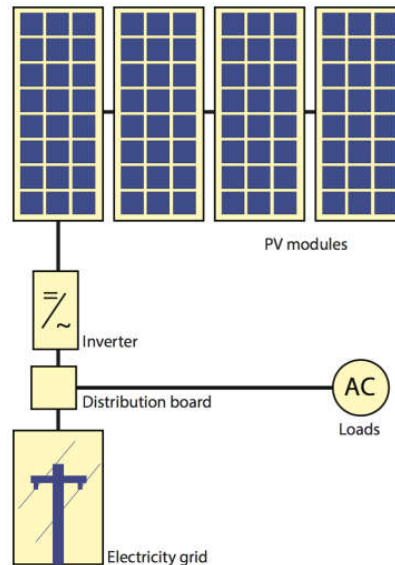 PV modules
Inverter
Distribution board
AC
Loads
Electricity grid